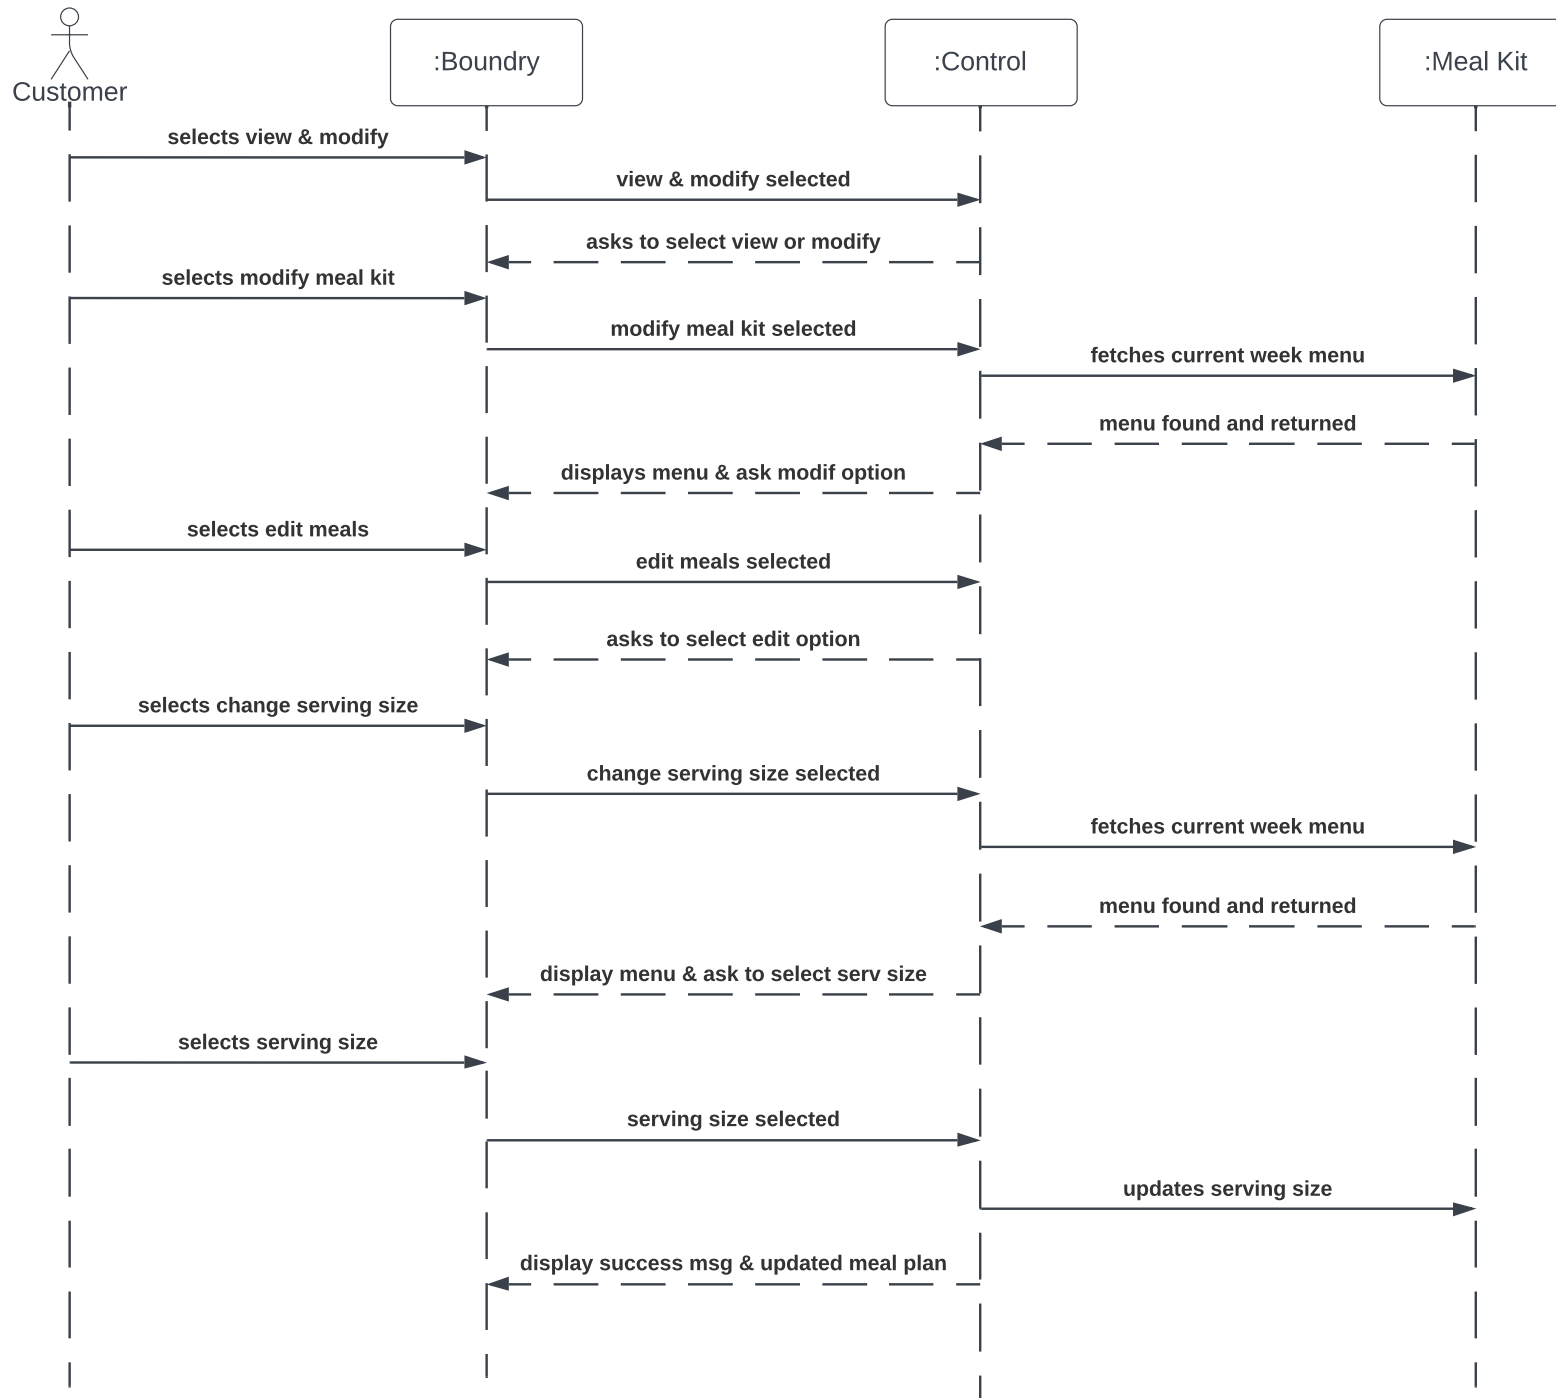 Customer
:Boundry
:Control
:Meal Kit
selects view & modify
view & modify selected
asks to select view or modify
selects modify meal kit
modify meal kit selected
fetches current week menu
menu found and returned
displays menu & ask modif option
selects edit meals
edit meals selected
asks to select edit option
selects change serving size
change serving size selected
fetches current week menu
menu found and returned
display menu & ask to select serv size
selects serving size
serving size selected
updates serving size
display success msg & updated meal plan